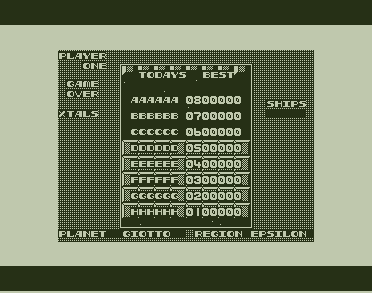 PLAYER
ONE
GAME
OVER
XTALS
TODAYS BEST
AAAAAA 0800000
BBBBBB 0700000
CCCCCC 0600000
DDDDDD 0500000
EEEEEE 0400000
FFFFFF 0300000
GGGGGG 0200000
HHHHHH 0100000
SHIPS
PLANET GIOTTO REGION EPSILON